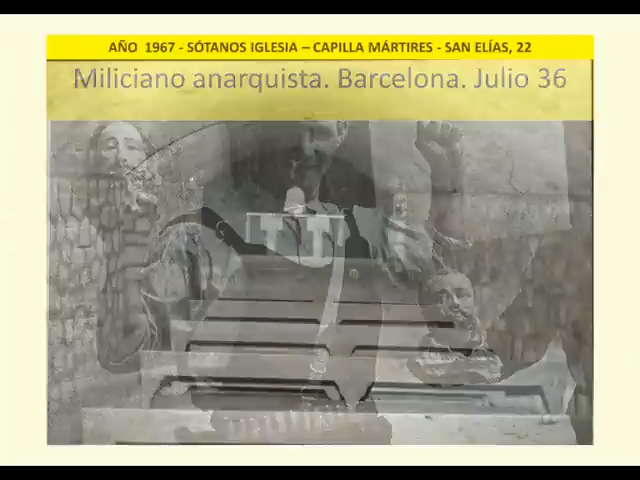 AÑO 1967 - SÓTANOS IGLESIA – CAPILLA MÁRTIRES - SAN ELÍAS, 22
Miliciano anarquista. Barcelona. Julio 36